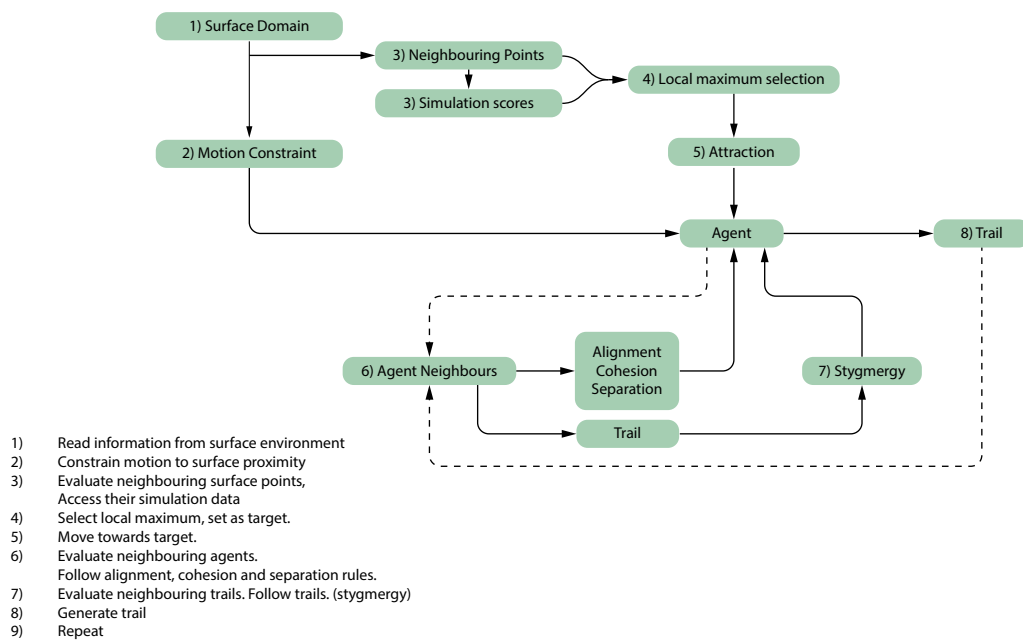 1) Surface Domain
3) Neighbouring Points
3) Simulation scores
4) Local maximum selection
2) Motion Constraint
5) Attraction
Agent
8) Trail
6) Agent Neighbours
Alignment
Cohesion
Separation
7) Stygmergy
Trail
1) Read information from surface environment
2) Constrain motion to surface proximity
3) Evaluate neighbouring surface points,
Access their simulation data
4) Select local maximum, set as target.
5) Move towards target.
6) Evaluate neighbouring agents.
Follow alignment, cohesion and separation rules.
7) Evaluate neighbouring trails. Follow trails. (stygmergy)
8) Generate trail
9) Repeat